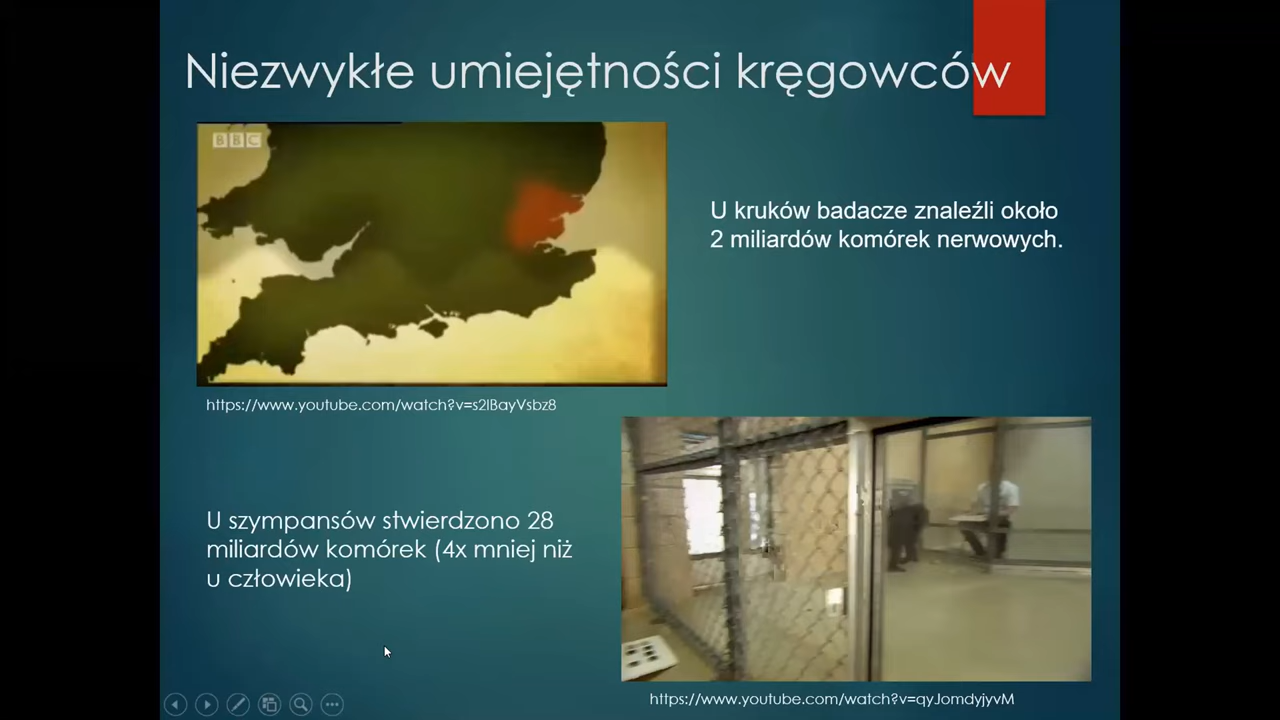 Niezwykłe umiejętności kręgowców
BBC
U kruków badacze znaleźli około
2 miliardów komórek nerwowych.
https://www.youtube.com/watch?v=s2IBayVsbz8
U szympansów stwierdzono 28
miliardów komórek (4x mniej niż
u człowieka)
https://www.youtube.com/watch?v=qyJomdyjyvM